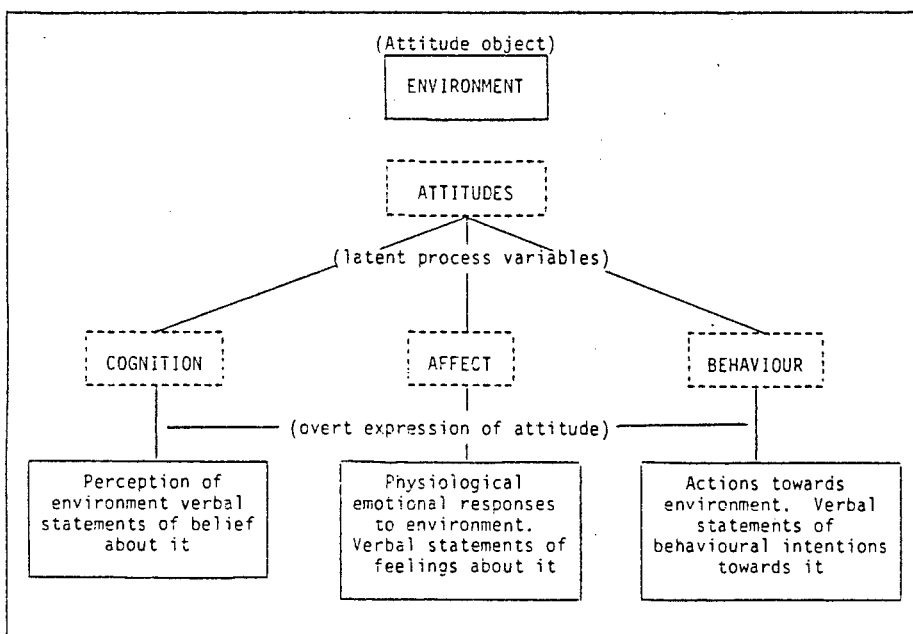 (Attitude object)
ENVIRONMENT
ATTITUDES
(latent process variables)
COGNITION
AFFECT
BEHAVIOUR
(overt expression of attitude)
Perception of
environment verbal
statements of belief
about it
Physiological
emotional responses
to environment.
Verbal statements of
feelings about it
Actions towards
environment. Verbal
statements of
behavioural intentions
towards it